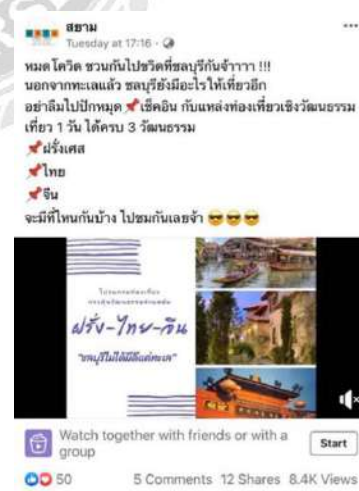 สยาม
Tuesday at 17:16
หมดโควิด ชวนกันไปขวิดที่ชลบุรีกันจ้าาาา !!!
นอกจากทะเลแล้ว ชลบุรียังมีอะไรให้เที่ยวอีก
อย่าลืมไปปักหมุด 📌เช็คอิน กับแหล่งท่องเที่ยวเชิงวัฒนธรรม
เที่ยว 1 วัน ได้ครบ 3 วัฒนธรรม
📌ฝรั่งเศส
📌ไทย
📌จีน
จะมีที่ไหนกันบ้าง ไปชมกันเลยจ้า 😎😎😎
ฝรั่ง-ไทย-จีน
"ชลบุรีไม่ได้มีดีแค่ทะเล"
Watch together with friends or with a
group
Start
50
5 Comments 12 Shares 8.4K Views